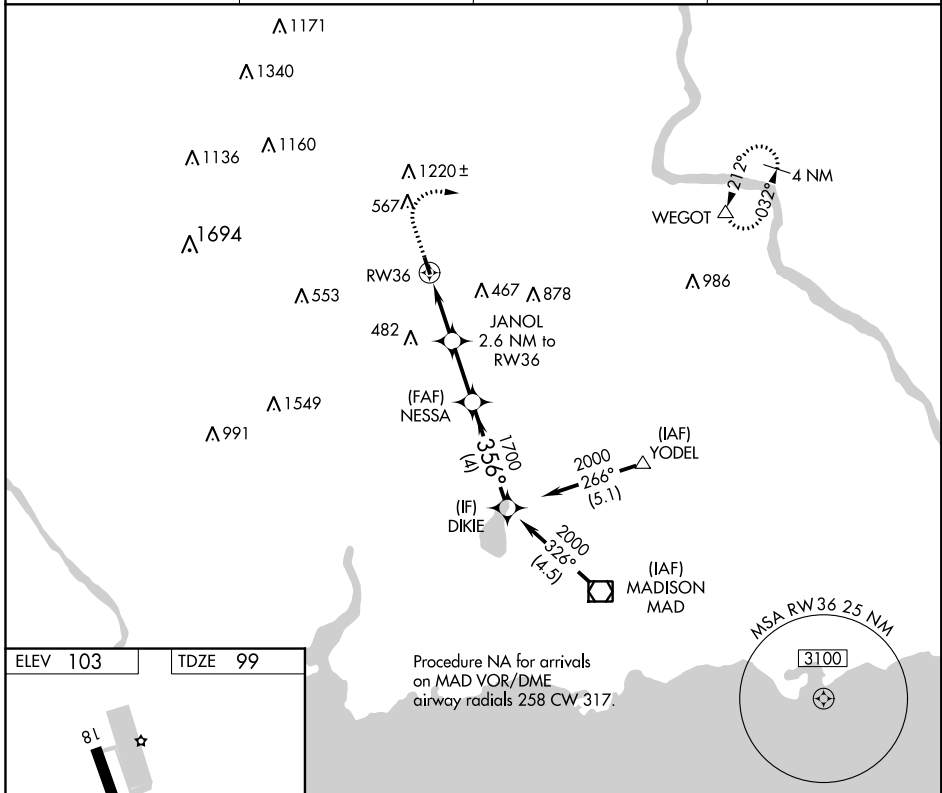 1171
1340
1160
1136
1220 ±
567
1694
212°
032°
4 NM
WEGOT
RW36
986
467
878
553
482
JANOL
2.6 NM to
RW36
(FAF)
NESSA
1549
991
1700
356°
(4)
(IAF)
YODEL
2000
266°
(5.1)
(IF)
DIKIE
2000
326°
(4.5)
(IAF)
MADISON
MAD
MSA RW36 25 NM
3100
ELEV 103
TDZE 99
Procedure NA for arrivals
on MAD VOR/DME
airway radials 258 CW 317.
18